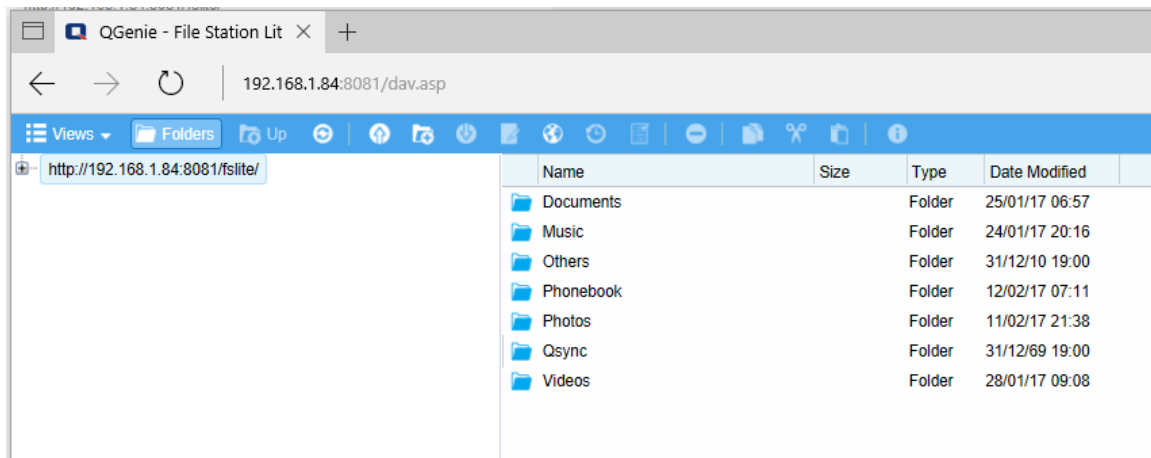 QGenie - File Station Lit
192.168.1.84:8081/dav.asp
Views Folders Up
http://192.168.1.84:8081/fslite/
Name Size Type Date Modified
Documents Folder 25/01/17 06:57
Music Folder 24/01/17 20:16
Others Folder 31/12/10 19:00
Phonebook Folder 12/02/17 07:11
Photos Folder 11/02/17 21:38
Qsync Folder 31/12/69 19:00
Videos Folder 28/01/17 09:08